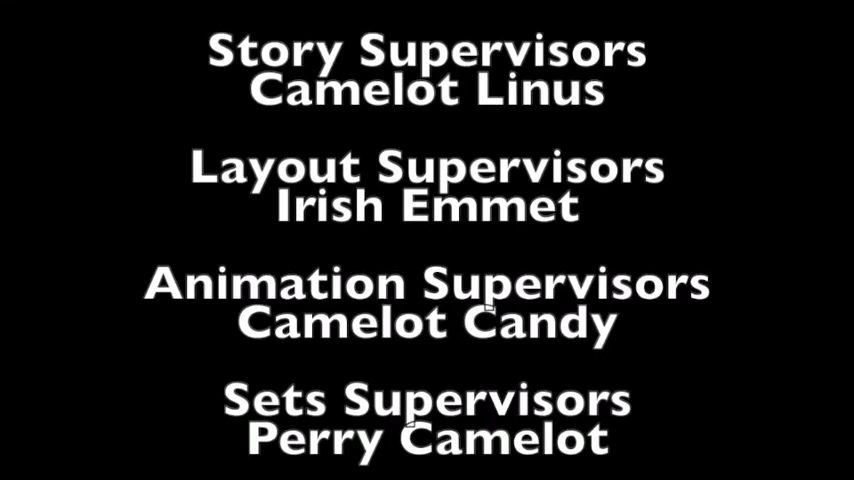 Story Supervisors
Camelot Linus
Layout Supervisors
Irish Emmet
Animation Supervisors
Camelot Candy
Sets Supervisors
Perry Camelot